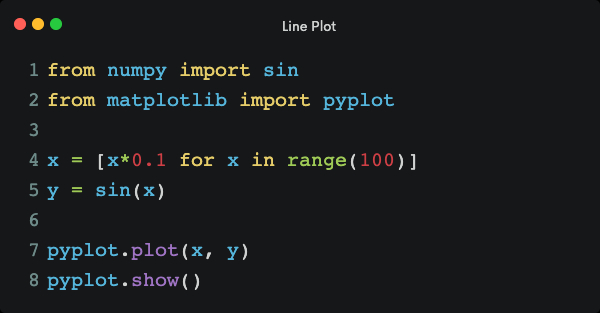 Line Plot
1 from numpy import sin
2 from matplotlib import pyplot
3
4 x = [x*0.1 for x in range(100)]
5 y = sin(x)
6
7 pyplot.plot(x, y)
8 pyplot.show()